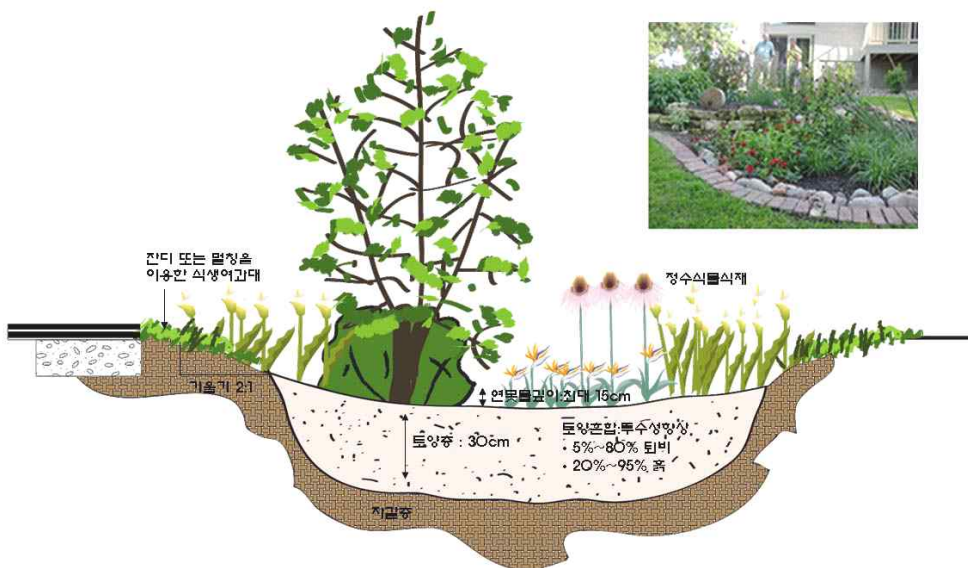 잔디 또는 멀칭을
이용한 식생여과대
정수식물식재
기울기 2:1
연못물깊이:최대 15cm
토양층 : 30cm
토양혼합:투수성향상
• 5%~80% 퇴비
• 20%~95% 흙
자갈층